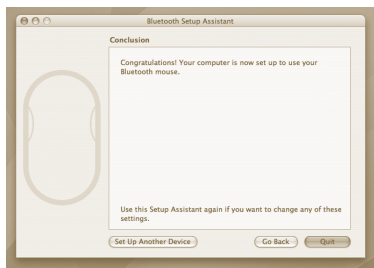 Bluetooth Setup Assistant
Conclusion
Congratulations! Your computer is now set up to use your
Bluetooth mouse.
Use this Setup Assistant again if you want to change any of these
settings.
Set Up Another Device
Go Back
Quit